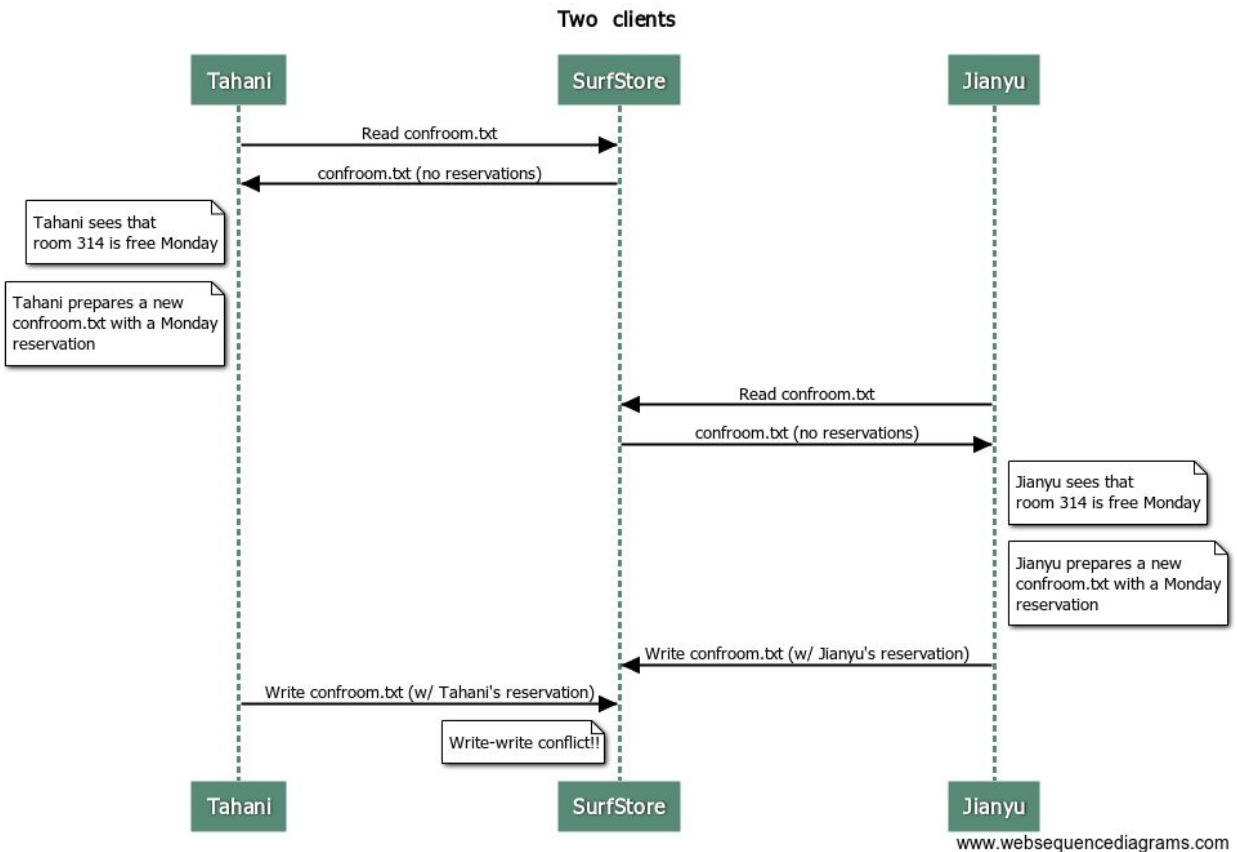 Two clients
Tahani
SurfStore
Jianyu
Read confroom.txt
confroom.txt (no reservations)
Tahani sees that
room 314 is free Monday
Tahani prepares a new
confroom.txt with a Monday
reservation
Read confroom.txt
confroom.txt (no reservations)
Jianyu sees that
room 314 is free Monday
Jianyu prepares a new
confroom.txt with a Monday
reservation
Write confroom.txt (w/ Jianyu's reservation)
Write confroom.txt (w/ Tahani's reservation)
Write-write conflict!!
Tahani
SurfStore
Jianyu
www.websequencediagrams.com